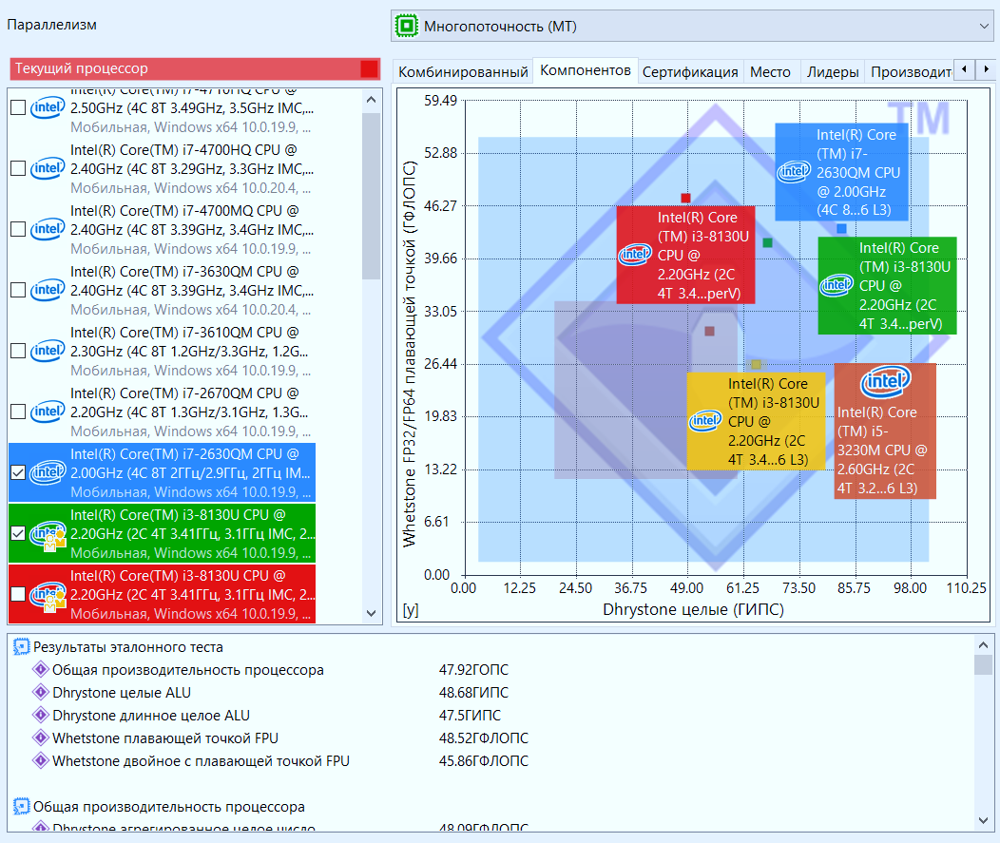 Параллелизм
Многопоточность (МТ)
Текущий процессор
Комбинированный
Компонентов
Сертификация
Место
Лидеры
Производит
Intel(R) Core(TM) i7-4710HQ CPU @
intel
2.50GHz (4C 8T 3.49GHz, 3.5GHz IMC,...
Мобильная, Windows x64 10.0.19.9, ...
Intel(R) Core(TM) i7-4700HQ CPU @
intel
2.40GHz (4C 8T 3.29GHz, 3.3GHz IMC,...
Мобильная, Windows x64 10.0.20.4, ...
Intel(R) Core(TM) i7-4700MQ CPU @
intel
2.40GHz (4C 8T 3.39GHz, 3.4GHz IMC,...
Мобильная, Windows x64 10.0.19.9, ...
Intel(R) Core(TM) i7-3630QM CPU @
intel
2.40GHz (4C 8T 3.39GHz, 3.4GHz IMC,...
Мобильная, Windows x64 10.0.20.4, ...
Intel(R) Core(TM) i7-3610QM CPU @
intel
2.30GHz (4C 8T 1.2GHz/3.3GHz, 1.2G...
Мобильная, Windows x64 10.0.19.9, ...
Intel(R) Core(TM) i7-2670QM CPU @
intel
2.20GHz (4C 8T 1.3GHz/3.1GHz, 1.3G...
Мобильная, Windows x64 10.0.19.9, ...
Intel(R) Core(TM) i7-2630QM CPU @
intel
2.00GHz (4C 8T 2ГГц/2.9ГГц, 2ГГц IM...
Мобильная, Windows x64 10.0.19.9, ...
Intel(R) Core(TM) i3-8130U CPU @
intel
2.20GHz (2C 4T 3.41ГГц, 3.1ГГц IMC, 2...
Мобильная, Windows x64 10.0.19.9, ...
Intel(R) Core(TM) i3-8130U CPU @
intel
2.20GHz (2C 4T 3.41ГГц, 3.1ГГц IMC, 2...
Мобильная, Windows x64 10.0.19.9, ...
Whetstone FP32/FP64 плавающей точкой (ГФЛОПС)
59.49
52.88
46.27
39.66
33.05
26.44
19.83
13.22
6.61
0.00
TM
intel
Intel(R) Core
(TM) i7-
2630QM CPU
@ 2.00GHz
(4C 8...6 L3)
intel
Intel(R) Core
(TM) i3-8130U
CPU @
2.20GHz (2C
4T 3.4...perV)
intel
Intel(R) Core
(TM) i3-8130U
CPU @
2.20GHz (2C
4T 3.4...perV)
intel
Intel(R) Core
(TM) i3-8130U
CPU @
2.20GHz (2C
4T 3.4...6 L3)
intel
Intel(R) Core
(TM) i5-
3230M CPU @
2.60GHz (2C
4T 3.2...6 L3)
0.00 12.25 24.50 36.75 49.00 61.25 73.50 85.75 98.00 110.25
[y]
Dhrystone целые (ГИПС)
Результаты эталонного теста
Общая производительность процессора 47.92ГОПС
Dhrystone целые ALU 48.68ГИПС
Dhrystone длинное целое ALU 47.5ГИПС
Whetstone плавающей точкой FPU 48.52ГФЛОПС
Whetstone двойное с плавающей точкой FPU 45.86ГФЛОПС
Общая производительность процессора
Dhrystone агрегированное целое число 48.09ГОПС